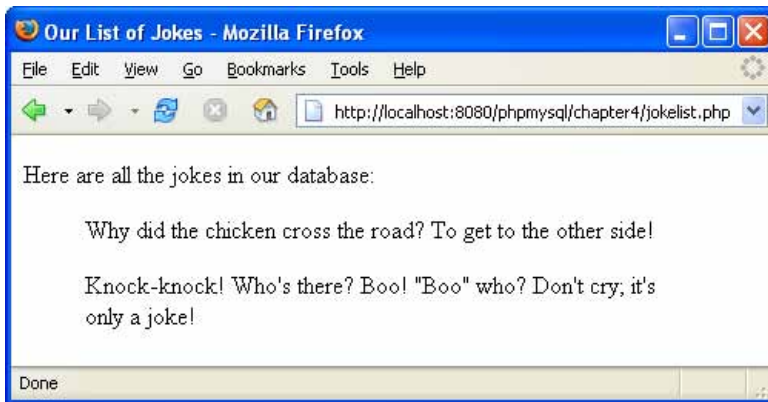 Our List of Jokes - Mozilla Firefox
File Edit View Go Bookmarks Tools Help
http://localhost:8080/phpmysql/chapter4/jokelist.php
Here are all the jokes in our database:
Why did the chicken cross the road? To get to the other side!
Knock-knock! Who's there? Boo! "Boo" who? Don't cry; it's
only a joke!
Done